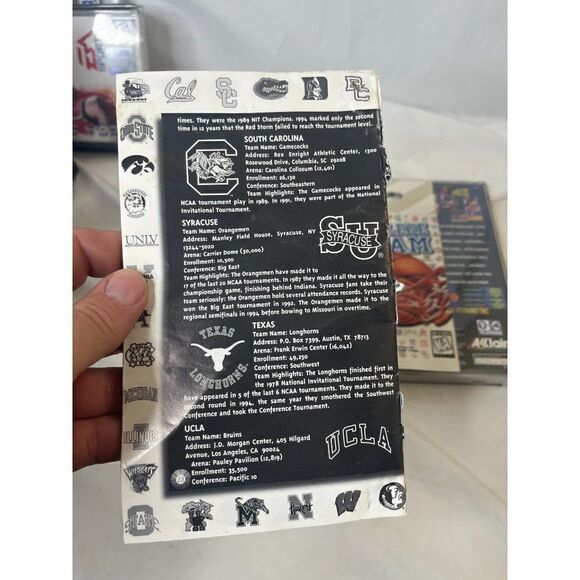 Cal
SC
EC
OHIO STATE
UNLV
MICHIGAN
ILLINOIS
WILDCATS
STATE
times. They were the 1989 NIT Champions. 1994 marked only the second
time in 12 years that the Red Storm failed to reach the tournament level.
SOUTH CAROLINA
Team Name: Gamecocks
Address: Rex Enright Athletic Center, 1300
Rosewood Drive, Columbia, SC 29208
Arena: Carolina Coliseum (12,401)
Enrollment: 26,130
Conference: Southeastern
Team Highlights: The Gamecocks appeared in
NCAA tournament play in 1989. In 1991, they were part of the National
Invitational Tournament.
SYRACUSE
Team Name: Orangemen
Address: Manley Field House, Syracuse, NY
13244-5020
Arena: Carrier Dome (30,000)
Enrollment: 10,500
Conference: Big East
Team Highlights: The Orangemen have made it to
17 of the last 20 NCAA tournaments. In 1987 they made it all the way to the
championship game, finishing behind Indiana. Syracuse fans take their
team seriously: the Orangemen hold several attendance records. Syracuse
won the Big East tournament in 1992. The Orangemen made it to the
regional semifinals in 1994, before bowing to Missouri in overtime.
SU
SYRACUSE
®
TEXAS
Team Name: Longhorns
Address: P.O. Box 7399, Austin, TX 78713
Arena: Frank Erwin Center (16,042)
Enrollment: 49,250
Conference: Southwest
Team Highlights: The Longhorns finished first in
the 1978 National Invitational Tournament. They
have appeared in 5 of the last 6 NCAA tournaments. They made it to the
second round in 1994, the same year they smothered the Southwest
Conference and took the Conference Tournament.
TEXAS
LONGHORNS
UCLA
Team Name: Bruins
Address: J.D. Morgan Center, 405 Hilgard
Avenue, Los Angeles, CA 90024
Arena: Pauley Pavilion (12,819)
Enrollment: 35,500
Conference: Pacific 10
UCLA
23
M
N
W
AKlaim